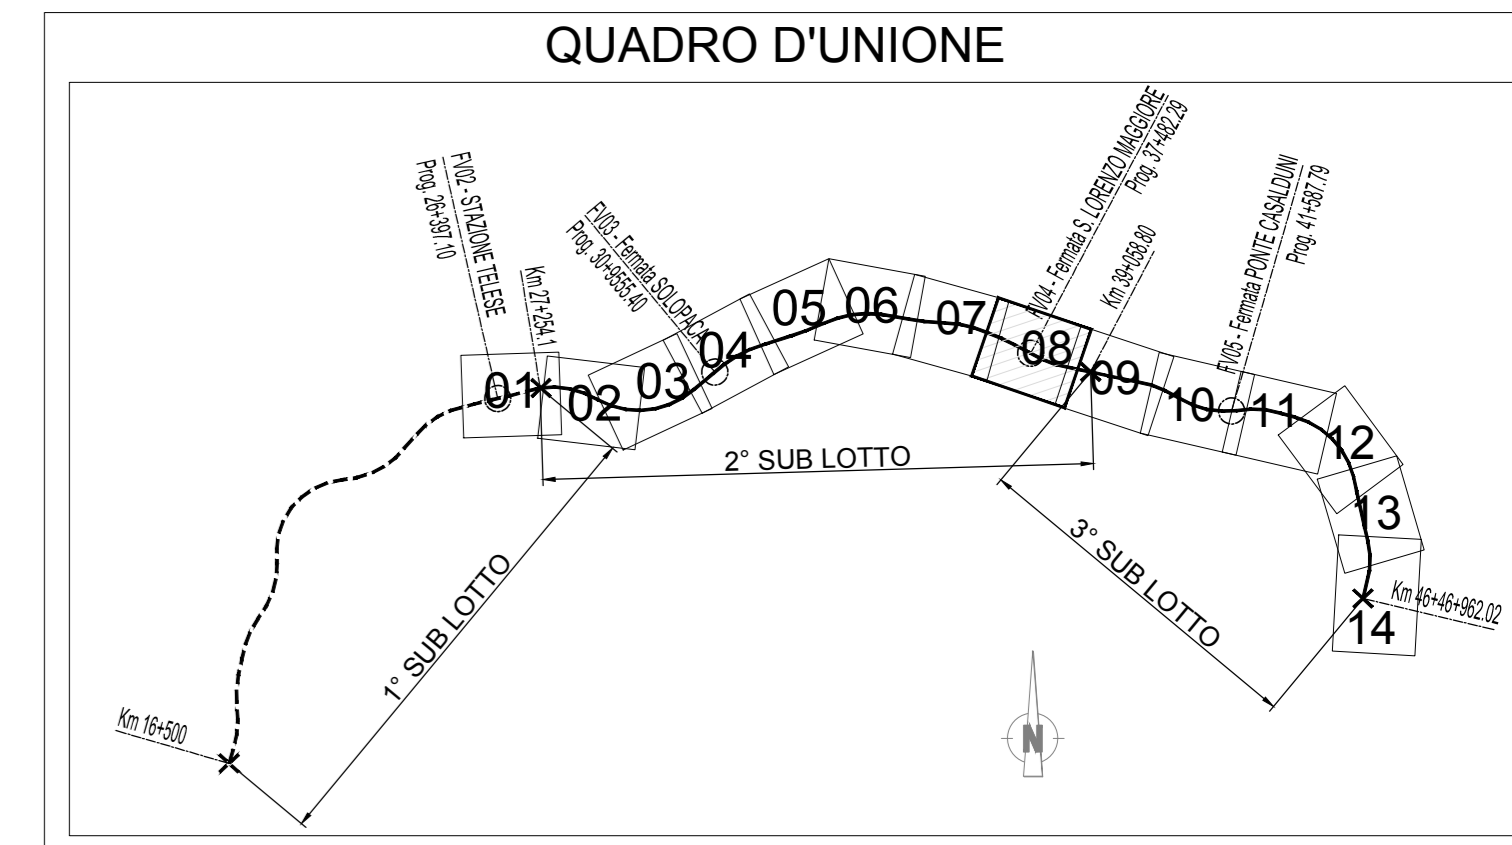 QUADRO D'UNIONE
FV02 - STAZIONE TELESE
Prog. 26+397.10
Km 27+254.1
FV03 - Fermata SOLOPACA
Prog. 30+9555.40
FV04 - Fermata S. LORENZO MAGGIORE
Prog. 37+482.29
Km 39+058.80
FV05 - Fermata PONTE CASALDUNI
Prog. 41+587.79
01
02
03
04
05
06
07
08
09
10
11
12
13
14
2° SUB LOTTO
1° SUB LOTTO
3° SUB LOTTO
Km 46+46+962.02
Km 16+500
N